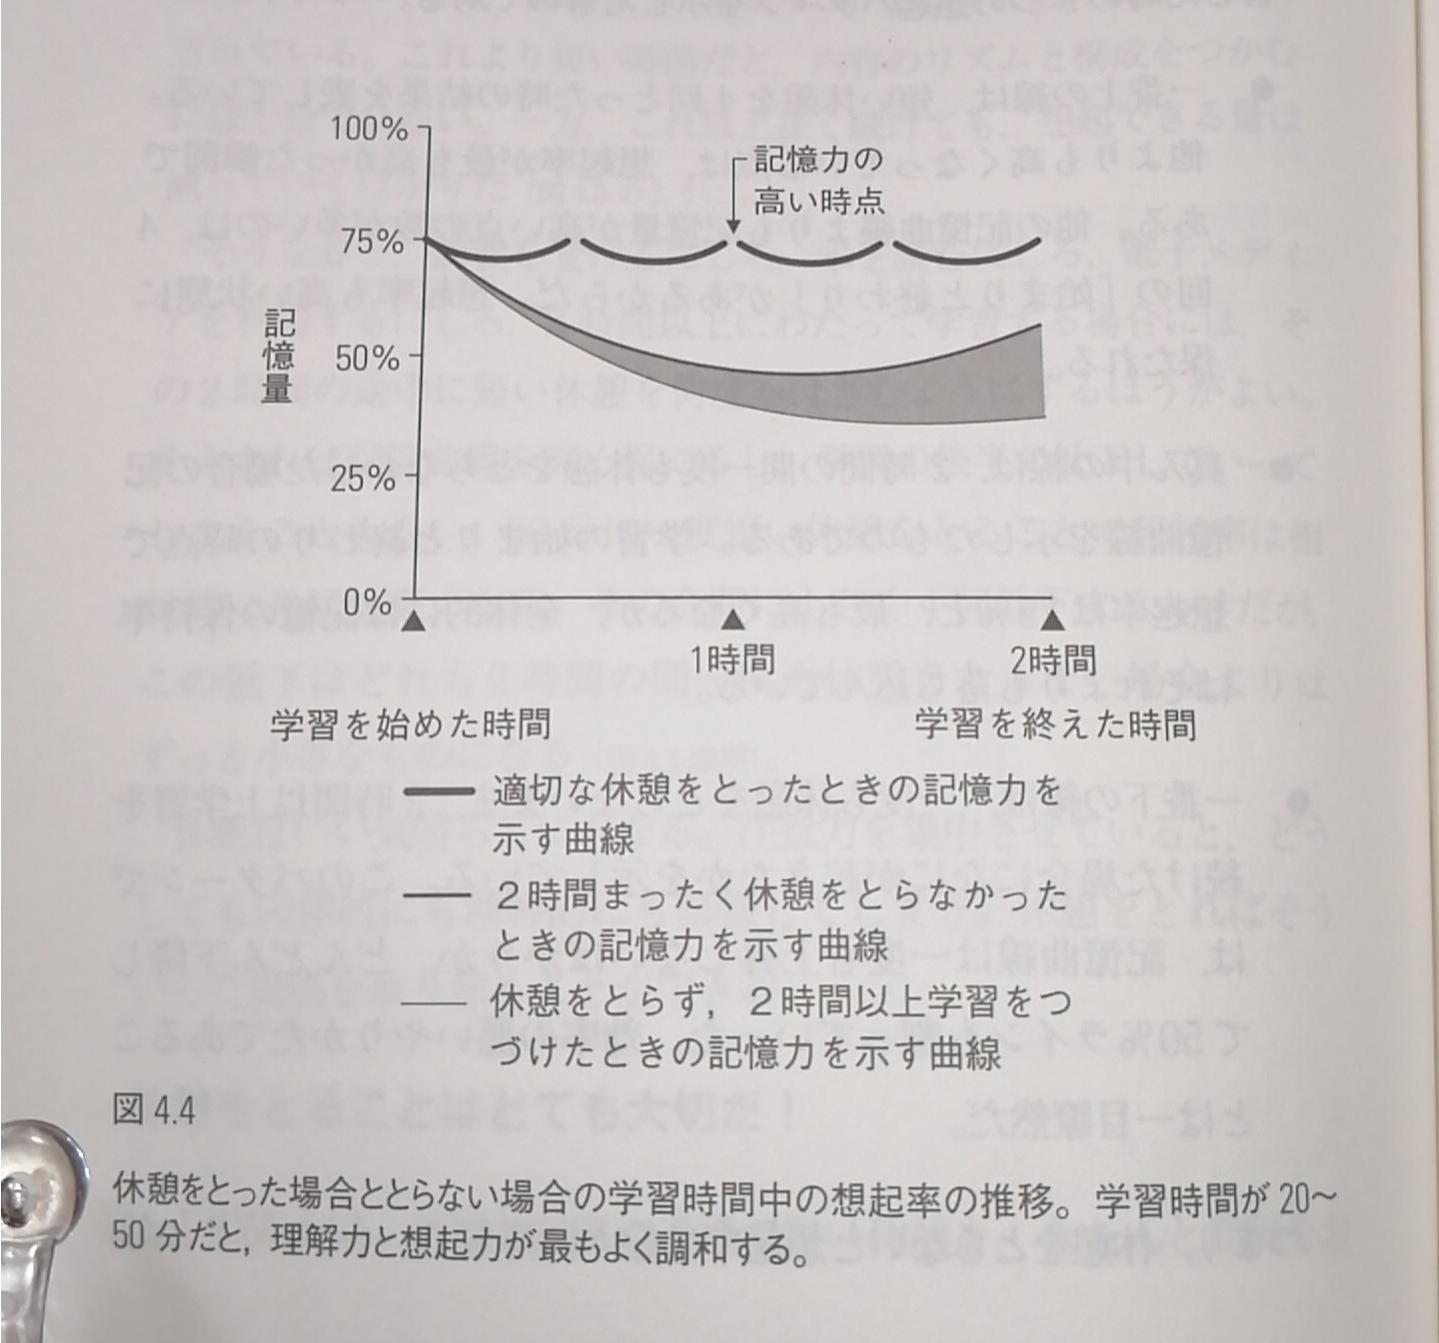 100%
記憶力の
高い時点
75%
記憶量
50%
25%
0%
▲ ▲ ▲
1時間 2時間
学習を始めた時間 学習を終えた時間
適切な休憩をとったときの記憶力を
示す曲線
２時間まったく休憩をとらなかった
ときの記憶力を示す曲線
休憩をとらず，２時間以上学習をつ
づけたときの記憶力を示す曲線
図 4.4
休憩をとった場合ととらない場合の学習時間中の想起率の推移。学習時間が 20～
50 分だと，理解力と想起力が最もよく調和する。